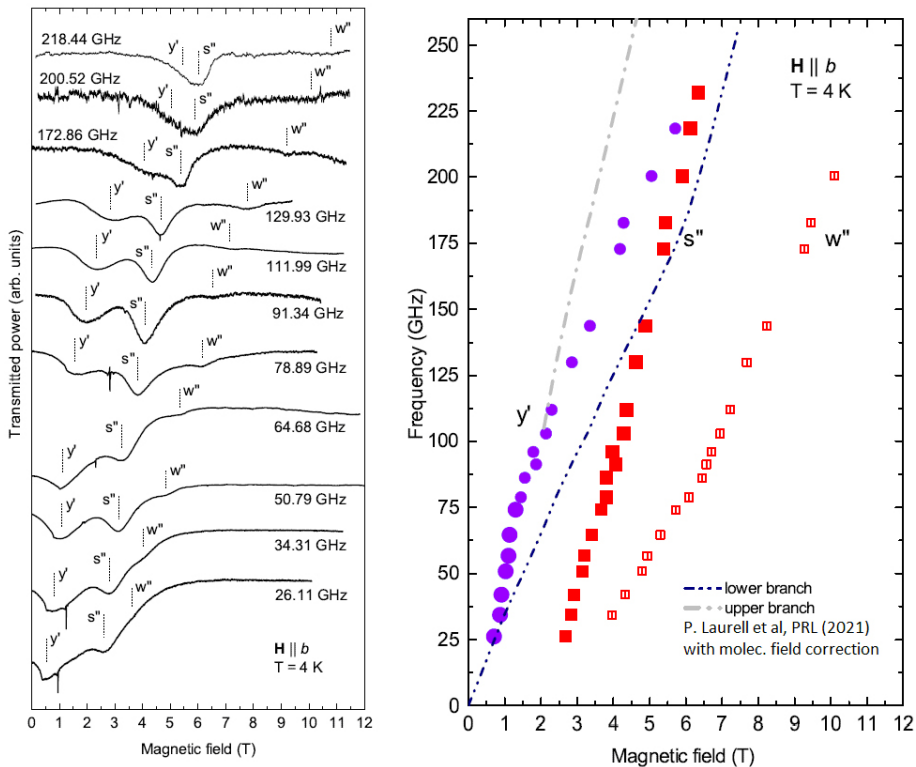 218.44 GHz
y'
s"
w"
200.52 GHz
y'
s"
w"
172.86 GHz
y'
s"
w"
y'
s"
w"
129.93 GHz
y'
s"
w"
111.99 GHz
y'
s"
w"
91.34 GHz
y'
s"
w"
78.89 GHz
y'
s"
w"
64.68 GHz
y'
s"
w"
50.79 GHz
y'
s"
w"
34.31 GHz
y'
s"
w"
26.11 GHz
H || b
T = 4 K
Transmitted power (arb. units)
0 1 2 3 4 5 6 7 8 9 10 11 12
Magnetic field (T)
250
225
200
175
150
125
100
75
50
25
0
Frequency (GHz)
H || b
T = 4 K
s"
w"
y'
lower branch
upper branch
P. Laurell et al, PRL (2021)
with molec. field correction
0 1 2 3 4 5 6 7 8 9 10 11 12
Magnetic field (T)